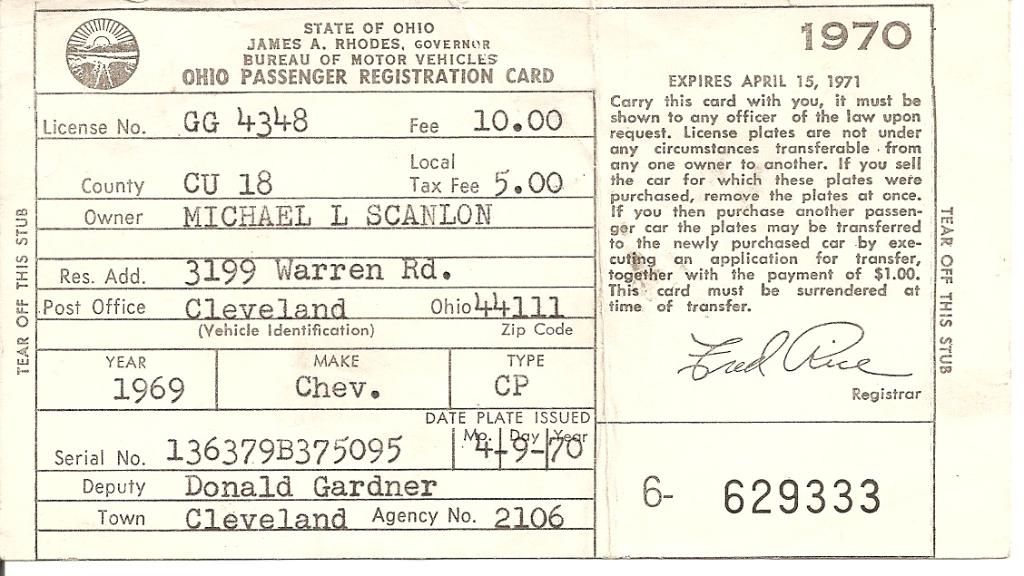 STATE OF OHIO
JAMES A. RHODES, GOVERNOR
BUREAU OF MOTOR VEHICLES
OHIO PASSENGER REGISTRATION CARD
License No. GG 4348 Fee 10.00
County CU 18 Local Tax Fee 5.00
Owner MICHAEL L SCANLON
Res. Add. 3199 Warren Rd.
Post Office Cleveland Ohio 44111
(Vehicle Identification) Zip Code
YEAR MAKE TYPE
1969 Chev. CP
DATE PLATE ISSUED
Mo. Day Year
Serial No. 136379B375095 4-9-70
Deputy Donald Gardner
Town Cleveland Agency No. 2106
TEAR OFF THIS STUB
1970
EXPIRES APRIL 15, 1971
Carry this card with you, it must be
shown to any officer of the law upon
request. License plates are not under
any circumstances transferable from
any one owner to another. If you sell
the car for which these plates were
purchased, remove the plates at once.
If you then purchase another passen-
ger car the plates may be transferred
to the newly purchased car by exe-
cuting an application for transfer,
together with the payment of $1.00.
This card must be surrendered at
time of transfer.
Fred Rice
Registrar
6- 629333
TEAR OFF THIS STUB